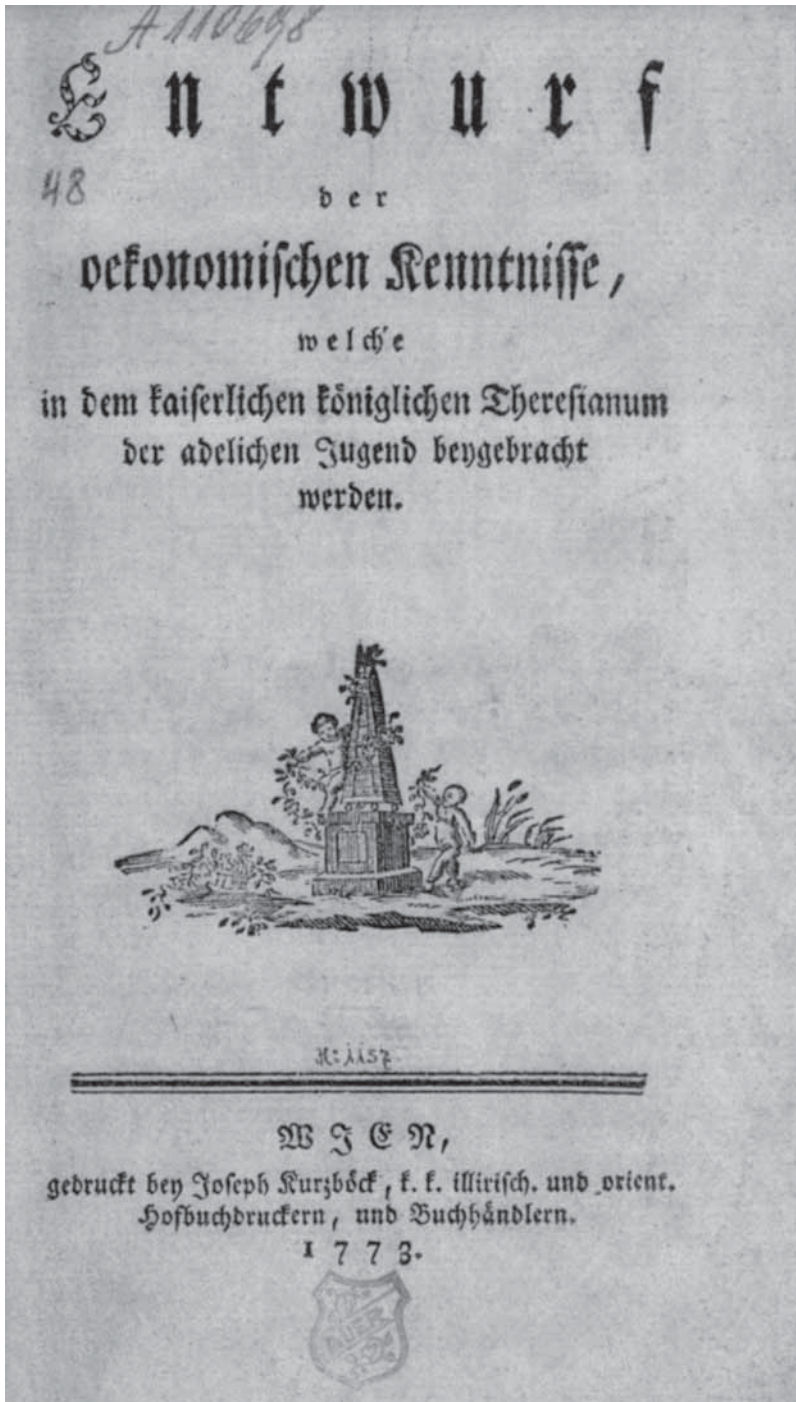 A 110698
Entwurf
48
der
oekonomischen Kenntnisse,
welche
in dem kaiserlichen königlichen Theresianum
der adelichen Jugend beygebracht
werden.
N: 1157
WIEN,
gedruckt bey Joseph Kurzböck, k. k. illirisch. und orient.
Hofbuchdruckern, und Buchhändlern.
1773.